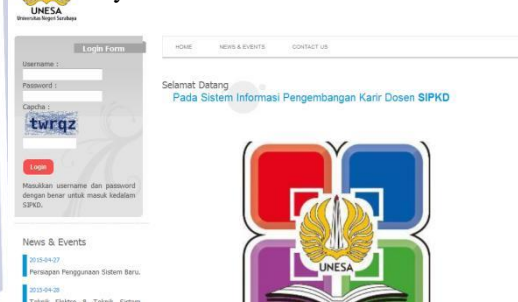 UNESA
Universitas Negeri Surabaya
Login Form
Username :
Password :
Capcha :
twrqz
Login
Masukkan username dan password
dengan benar untuk masuk kedalam
SIPKD.
News & Events
2015-04-27
Persiapan Penggunaan Sistem Baru.
2015-04-28
HOME NEWS & EVENTS CONTACT US
Selamat Datang
Pada Sistem Informasi Pengembangan Karir Dosen SIPKD
UNESA